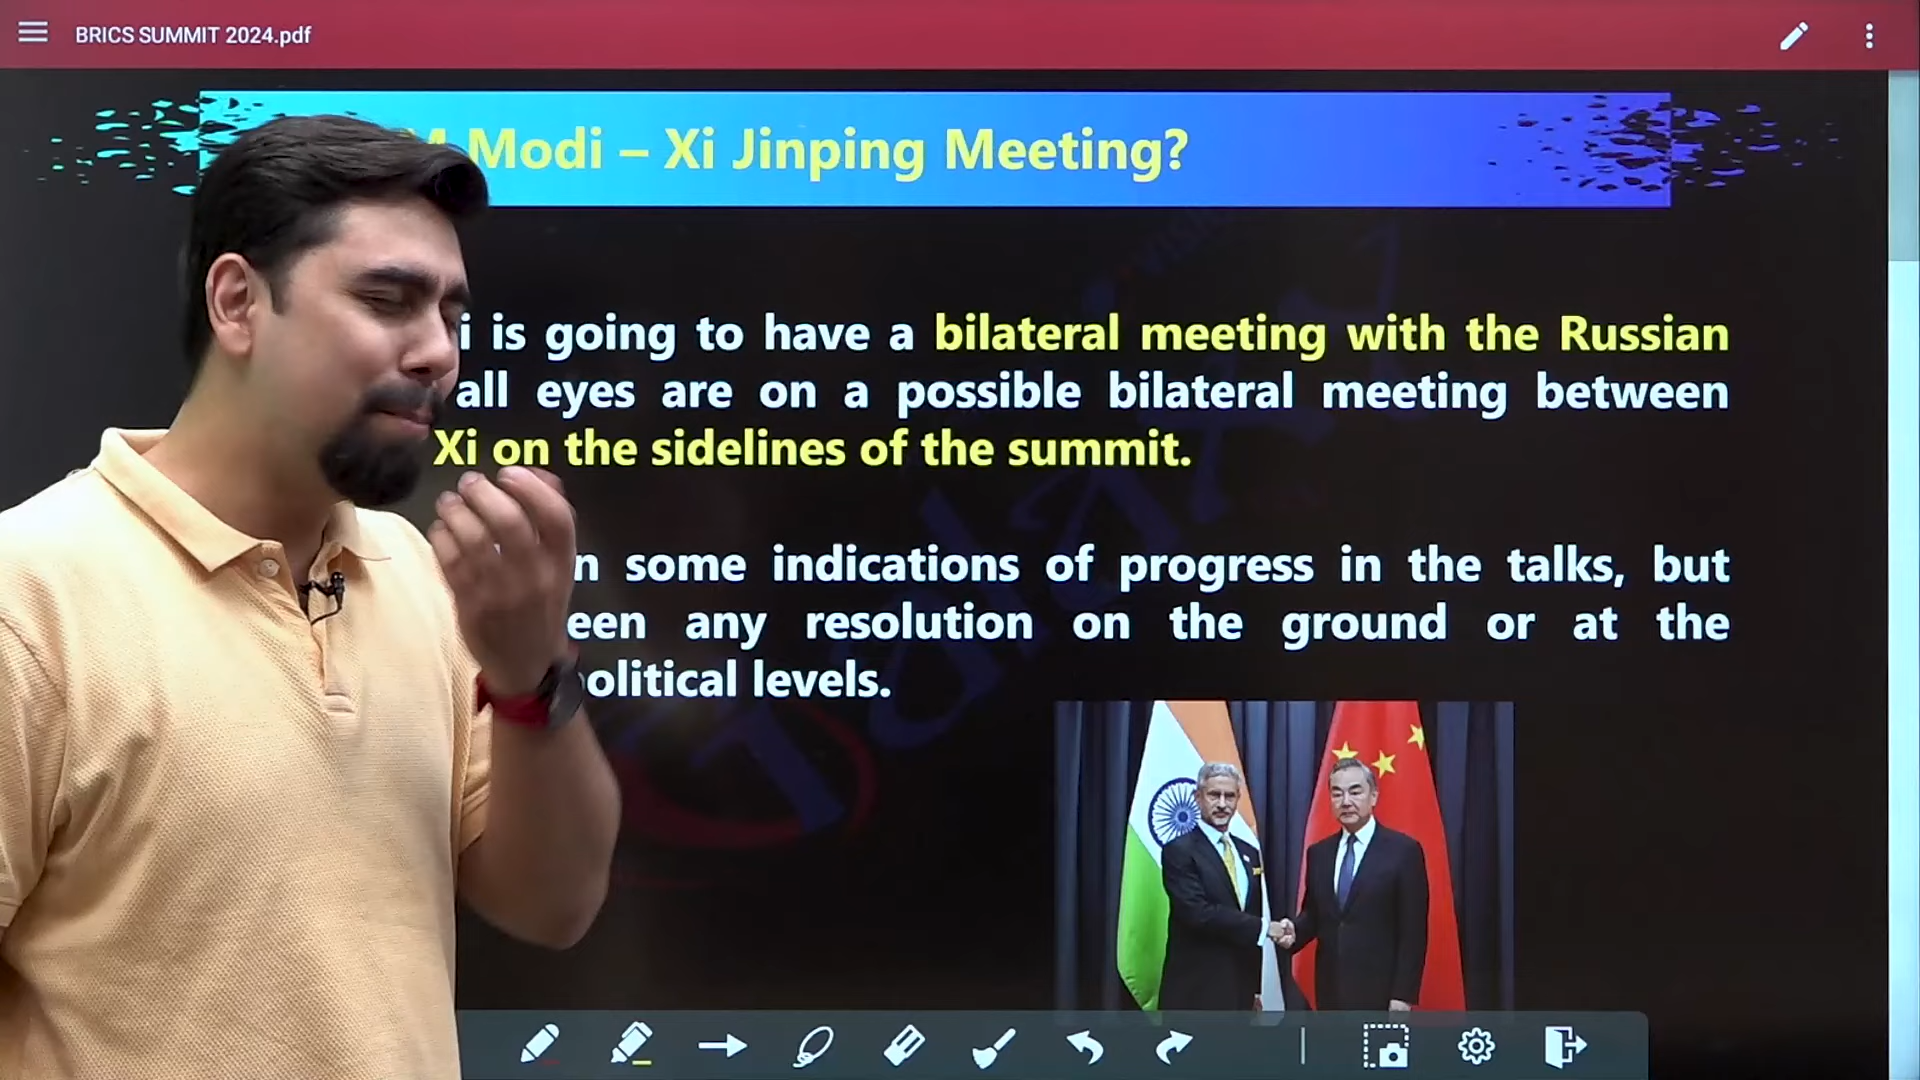 BRICS SUMMIT 2024.pdf
Modi – Xi Jinping Meeting?
is going to have a bilateral meeting with the Russian
all eyes are on a possible bilateral meeting between
Xi on the sidelines of the summit.
some indications of progress in the talks, but
any resolution on the ground or at the
levels.